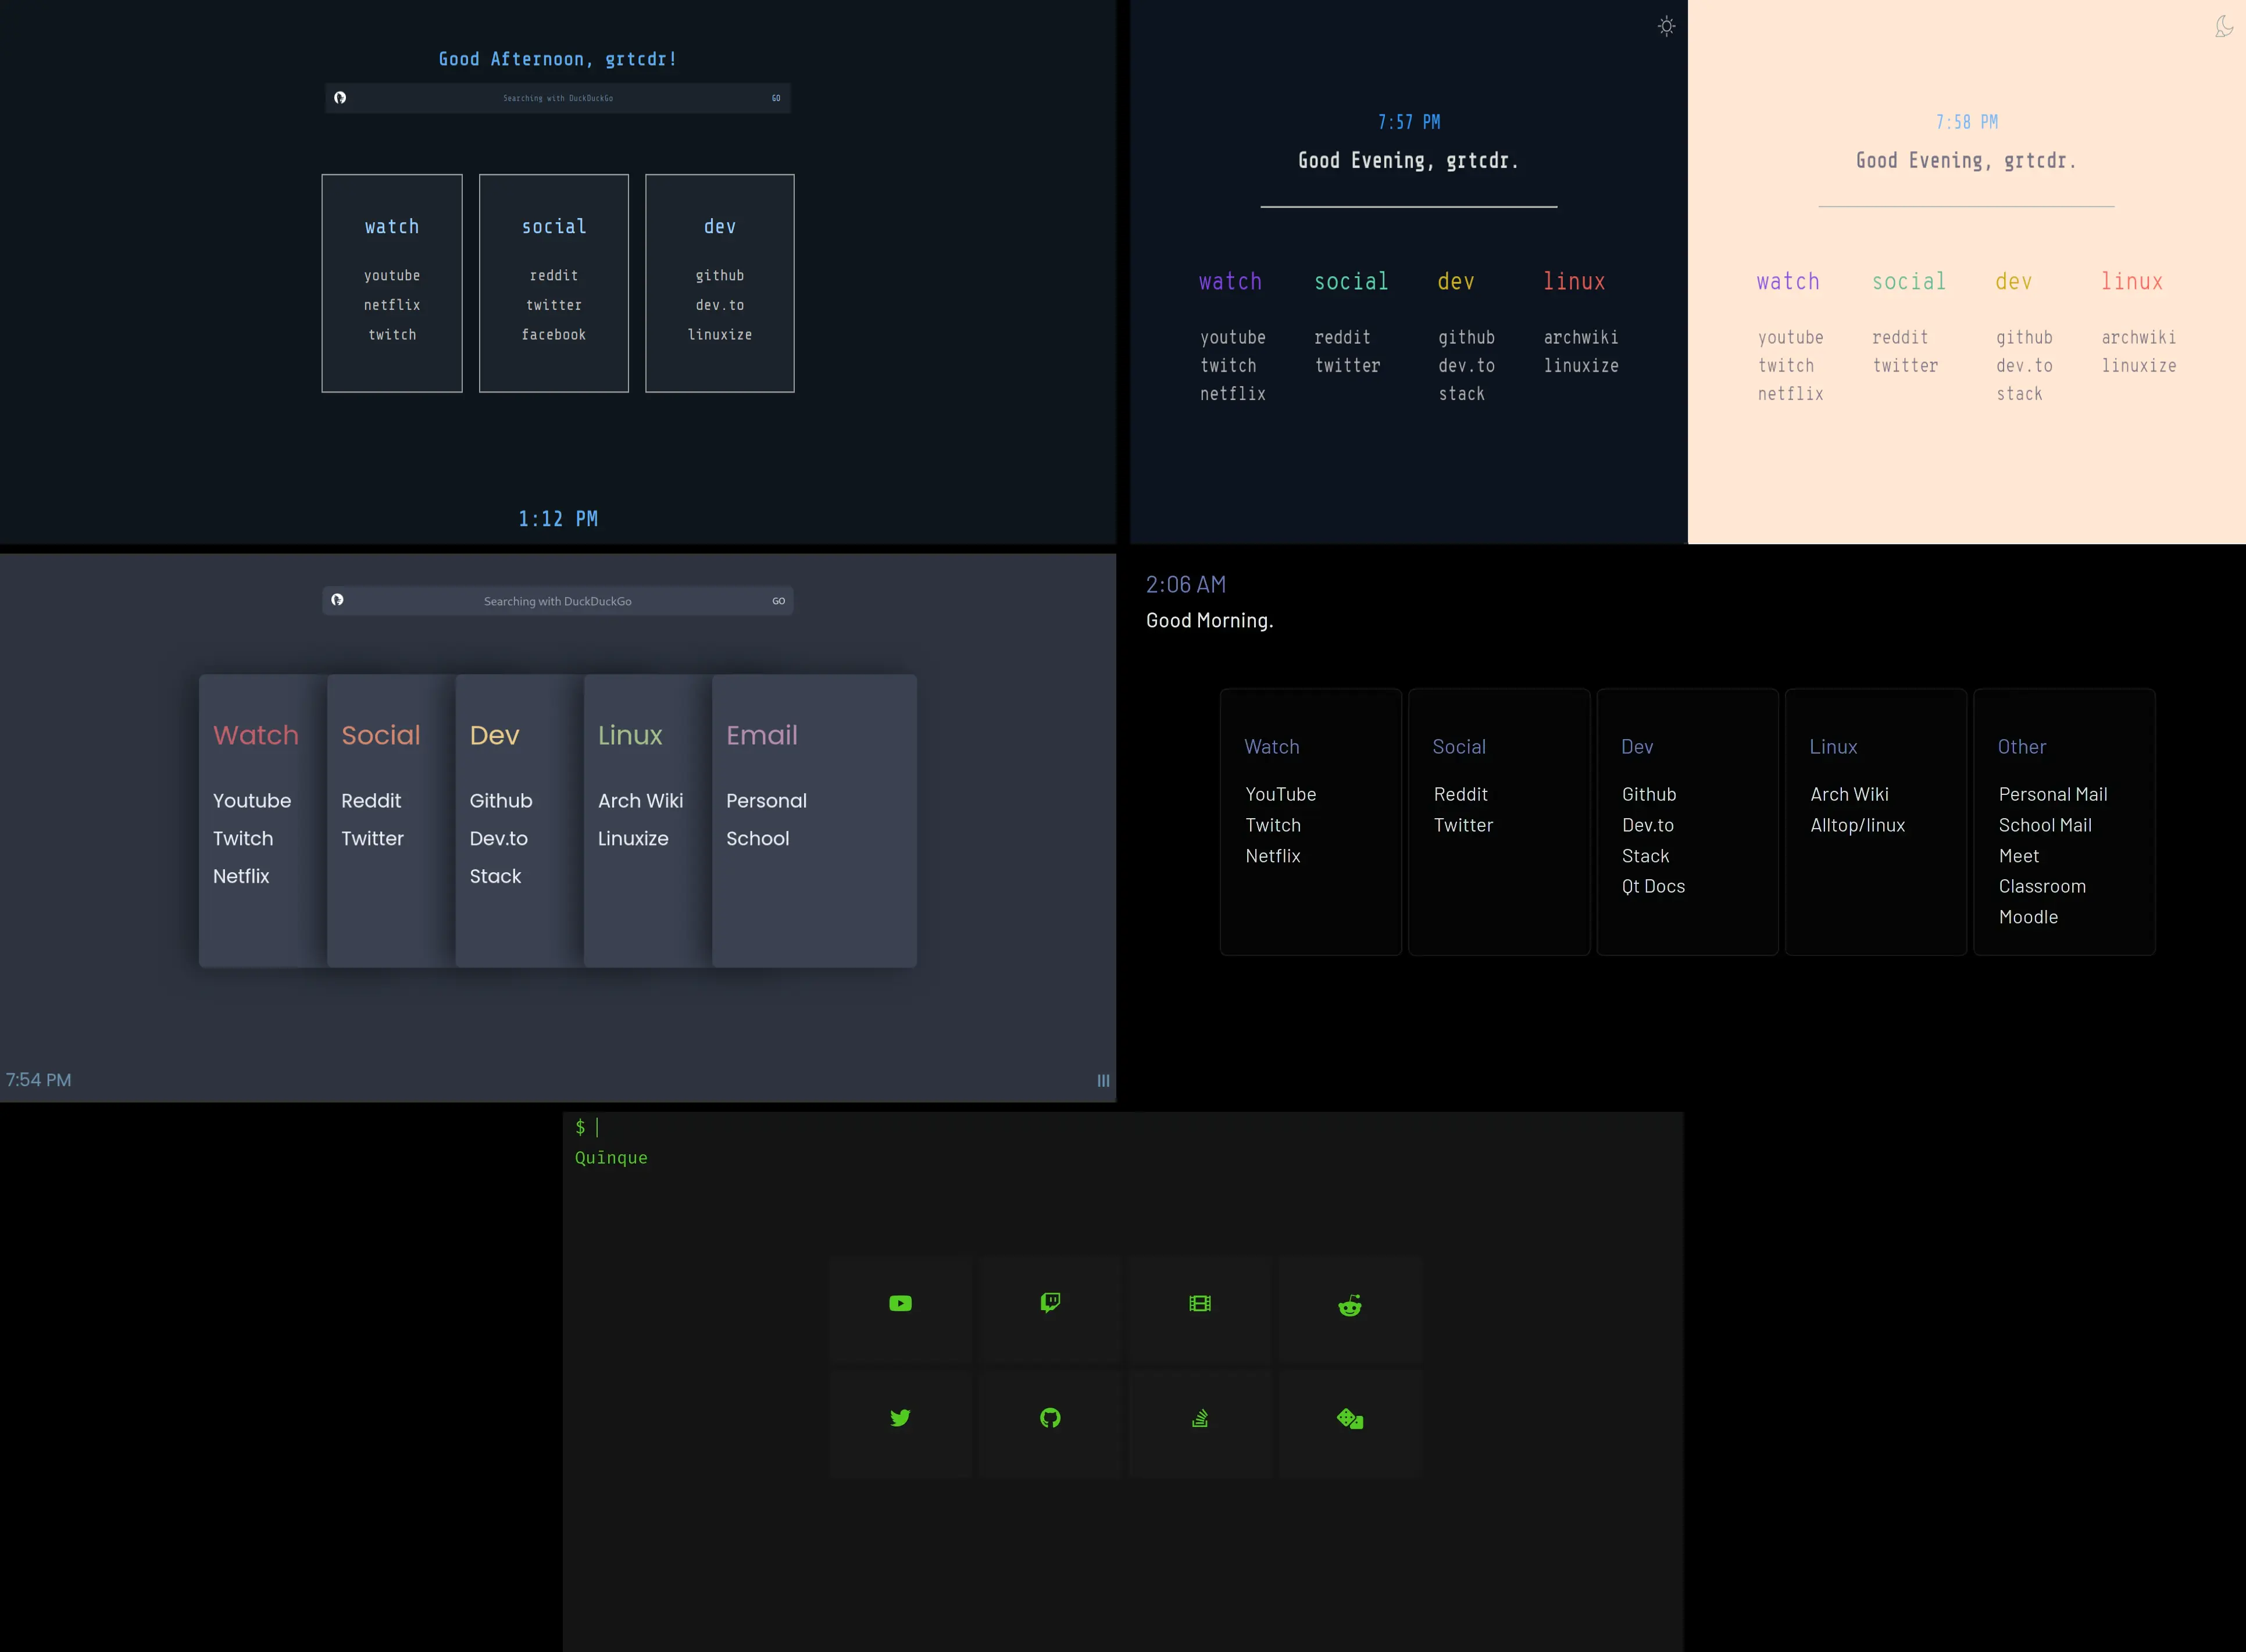 Good Afternoon, grtcdr!
Searching with DuckDuckGo GO
watch
youtube
netflix
twitch
social
reddit
twitter
facebook
dev
github
dev.to
linuxize
1:12 PM
7:57 PM
Good Evening, grtcdr.
watch
youtube
twitch
netflix
social
reddit
twitter
dev
github
dev.to
stack
linux
archwiki
linuxize
7:58 PM
Good Evening, grtcdr.
watch
youtube
twitch
netflix
social
reddit
twitter
dev
github
dev.to
stack
linux
archwiki
linuxize
Searching with DuckDuckGo GO
Watch
Youtube
Twitch
Netflix
Social
Reddit
Twitter
Dev
Github
Dev.to
Stack
Linux
Arch Wiki
Linuxize
Email
Personal
School
7:54 PM
2:06 AM
Good Morning.
Watch
YouTube
Twitch
Netflix
Social
Reddit
Twitter
Dev
Github
Dev.to
Stack
Qt Docs
Linux
Arch Wiki
Alltop/linux
Other
Personal Mail
School Mail
Meet
Classroom
Moodle
$
Quīnque